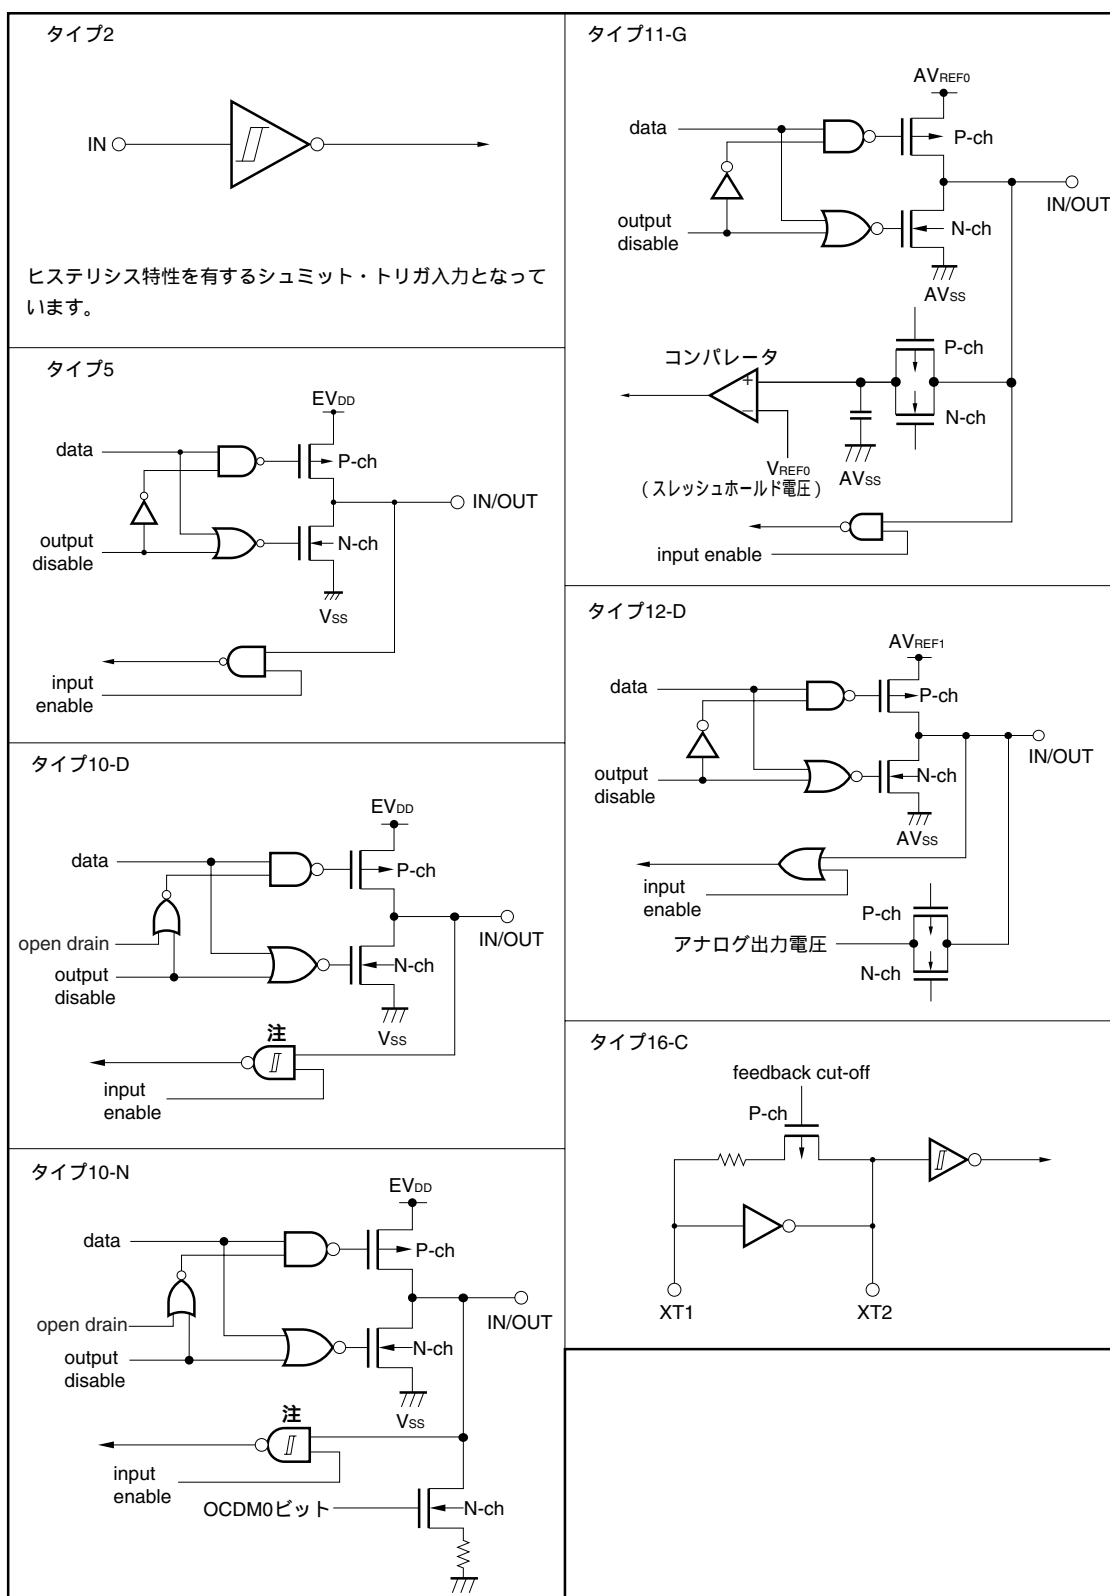 タイプ2
IN
ヒステリシス特性を有するシュミット・トリガ入力となって
います。
タイプ5
EVDD
data
P-ch
IN/OUT
output
disable
N-ch
VSS
input
enable
タイプ10-D
EVDD
data
P-ch
open drain
IN/OUT
output
disable
N-ch
VSS
注
input
enable
タイプ10-N
EVDD
data
P-ch
open drain
IN/OUT
output
disable
N-ch
VSS
注
input
enable
OCDM0ビット
N-ch
タイプ11-G
AVREF0
data
P-ch
IN/OUT
output
disable
N-ch
AVSS
P-ch
コンパレータ
+
−
N-ch
VREF0
(スレッシュホールド電圧)
AVSS
input enable
タイプ12-D
AVREF1
data
P-ch
IN/OUT
output
disable
N-ch
AVSS
input
enable
P-ch
アナログ出力電圧
N-ch
タイプ16-C
feedback cut-off
P-ch
XT1
XT2